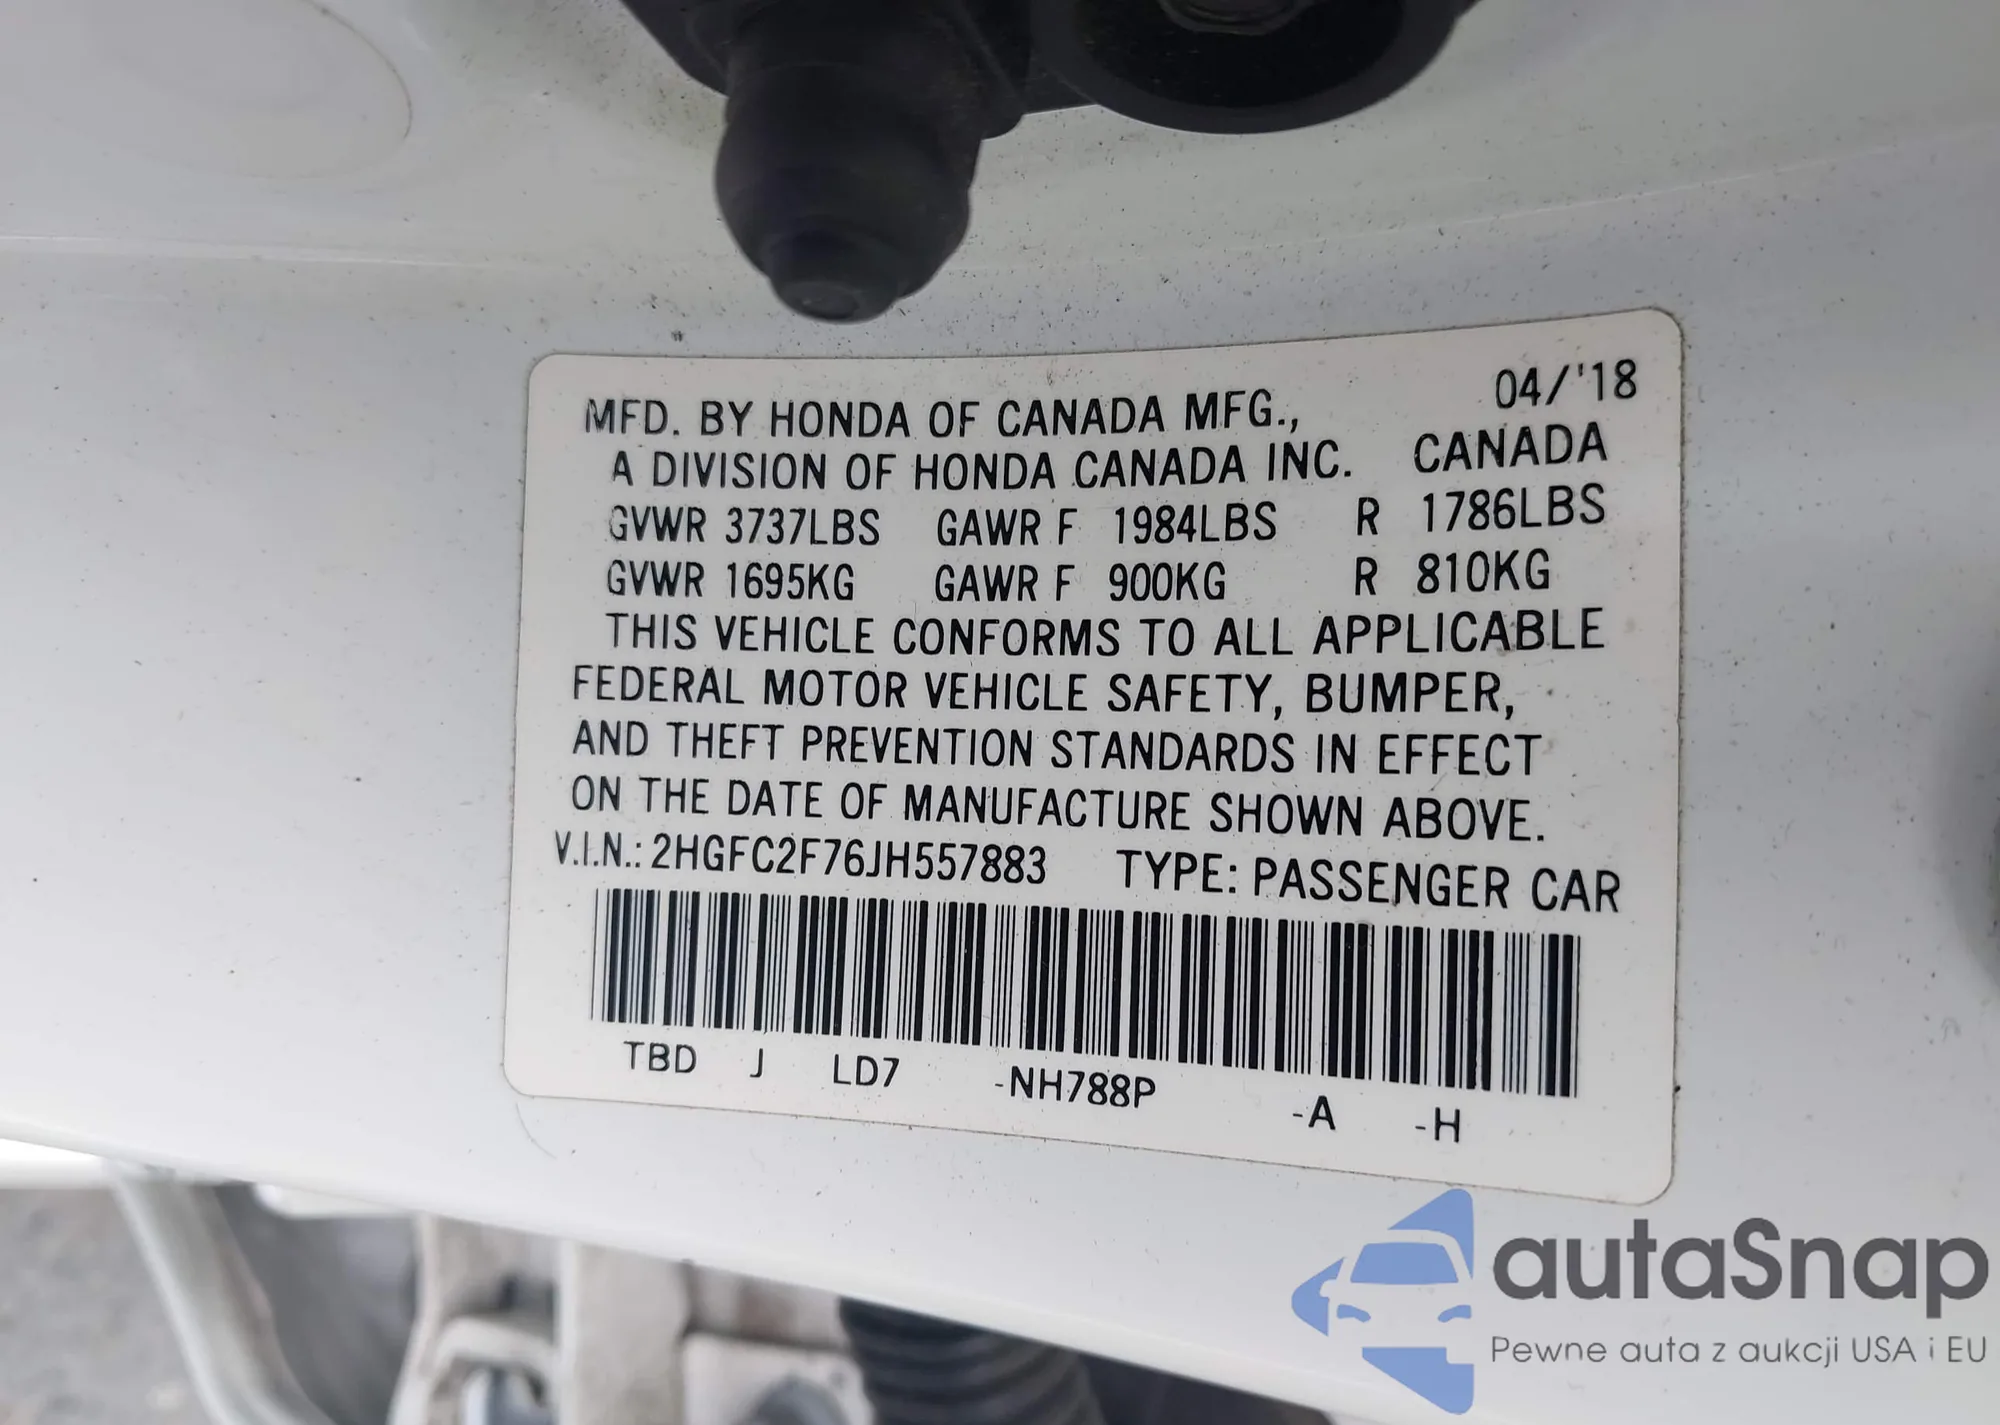 04/'18
MFD. BY HONDA OF CANADA MFG.,
A DIVISION OF HONDA CANADA INC. CANADA
GVWR 3737LBS GAWR F 1984LBS R 1786LBS
GVWR 1695KG GAWR F 900KG R 810KG
THIS VEHICLE CONFORMS TO ALL APPLICABLE
FEDERAL MOTOR VEHICLE SAFETY, BUMPER,
AND THEFT PREVENTION STANDARDS IN EFFECT
ON THE DATE OF MANUFACTURE SHOWN ABOVE.
V.I.N.: 2HGFC2F76JH557883 TYPE: PASSENGER CAR
TBD J LD7 -NH788P -A -H
autaSnap
Pewne auta z aukcji USA i EU